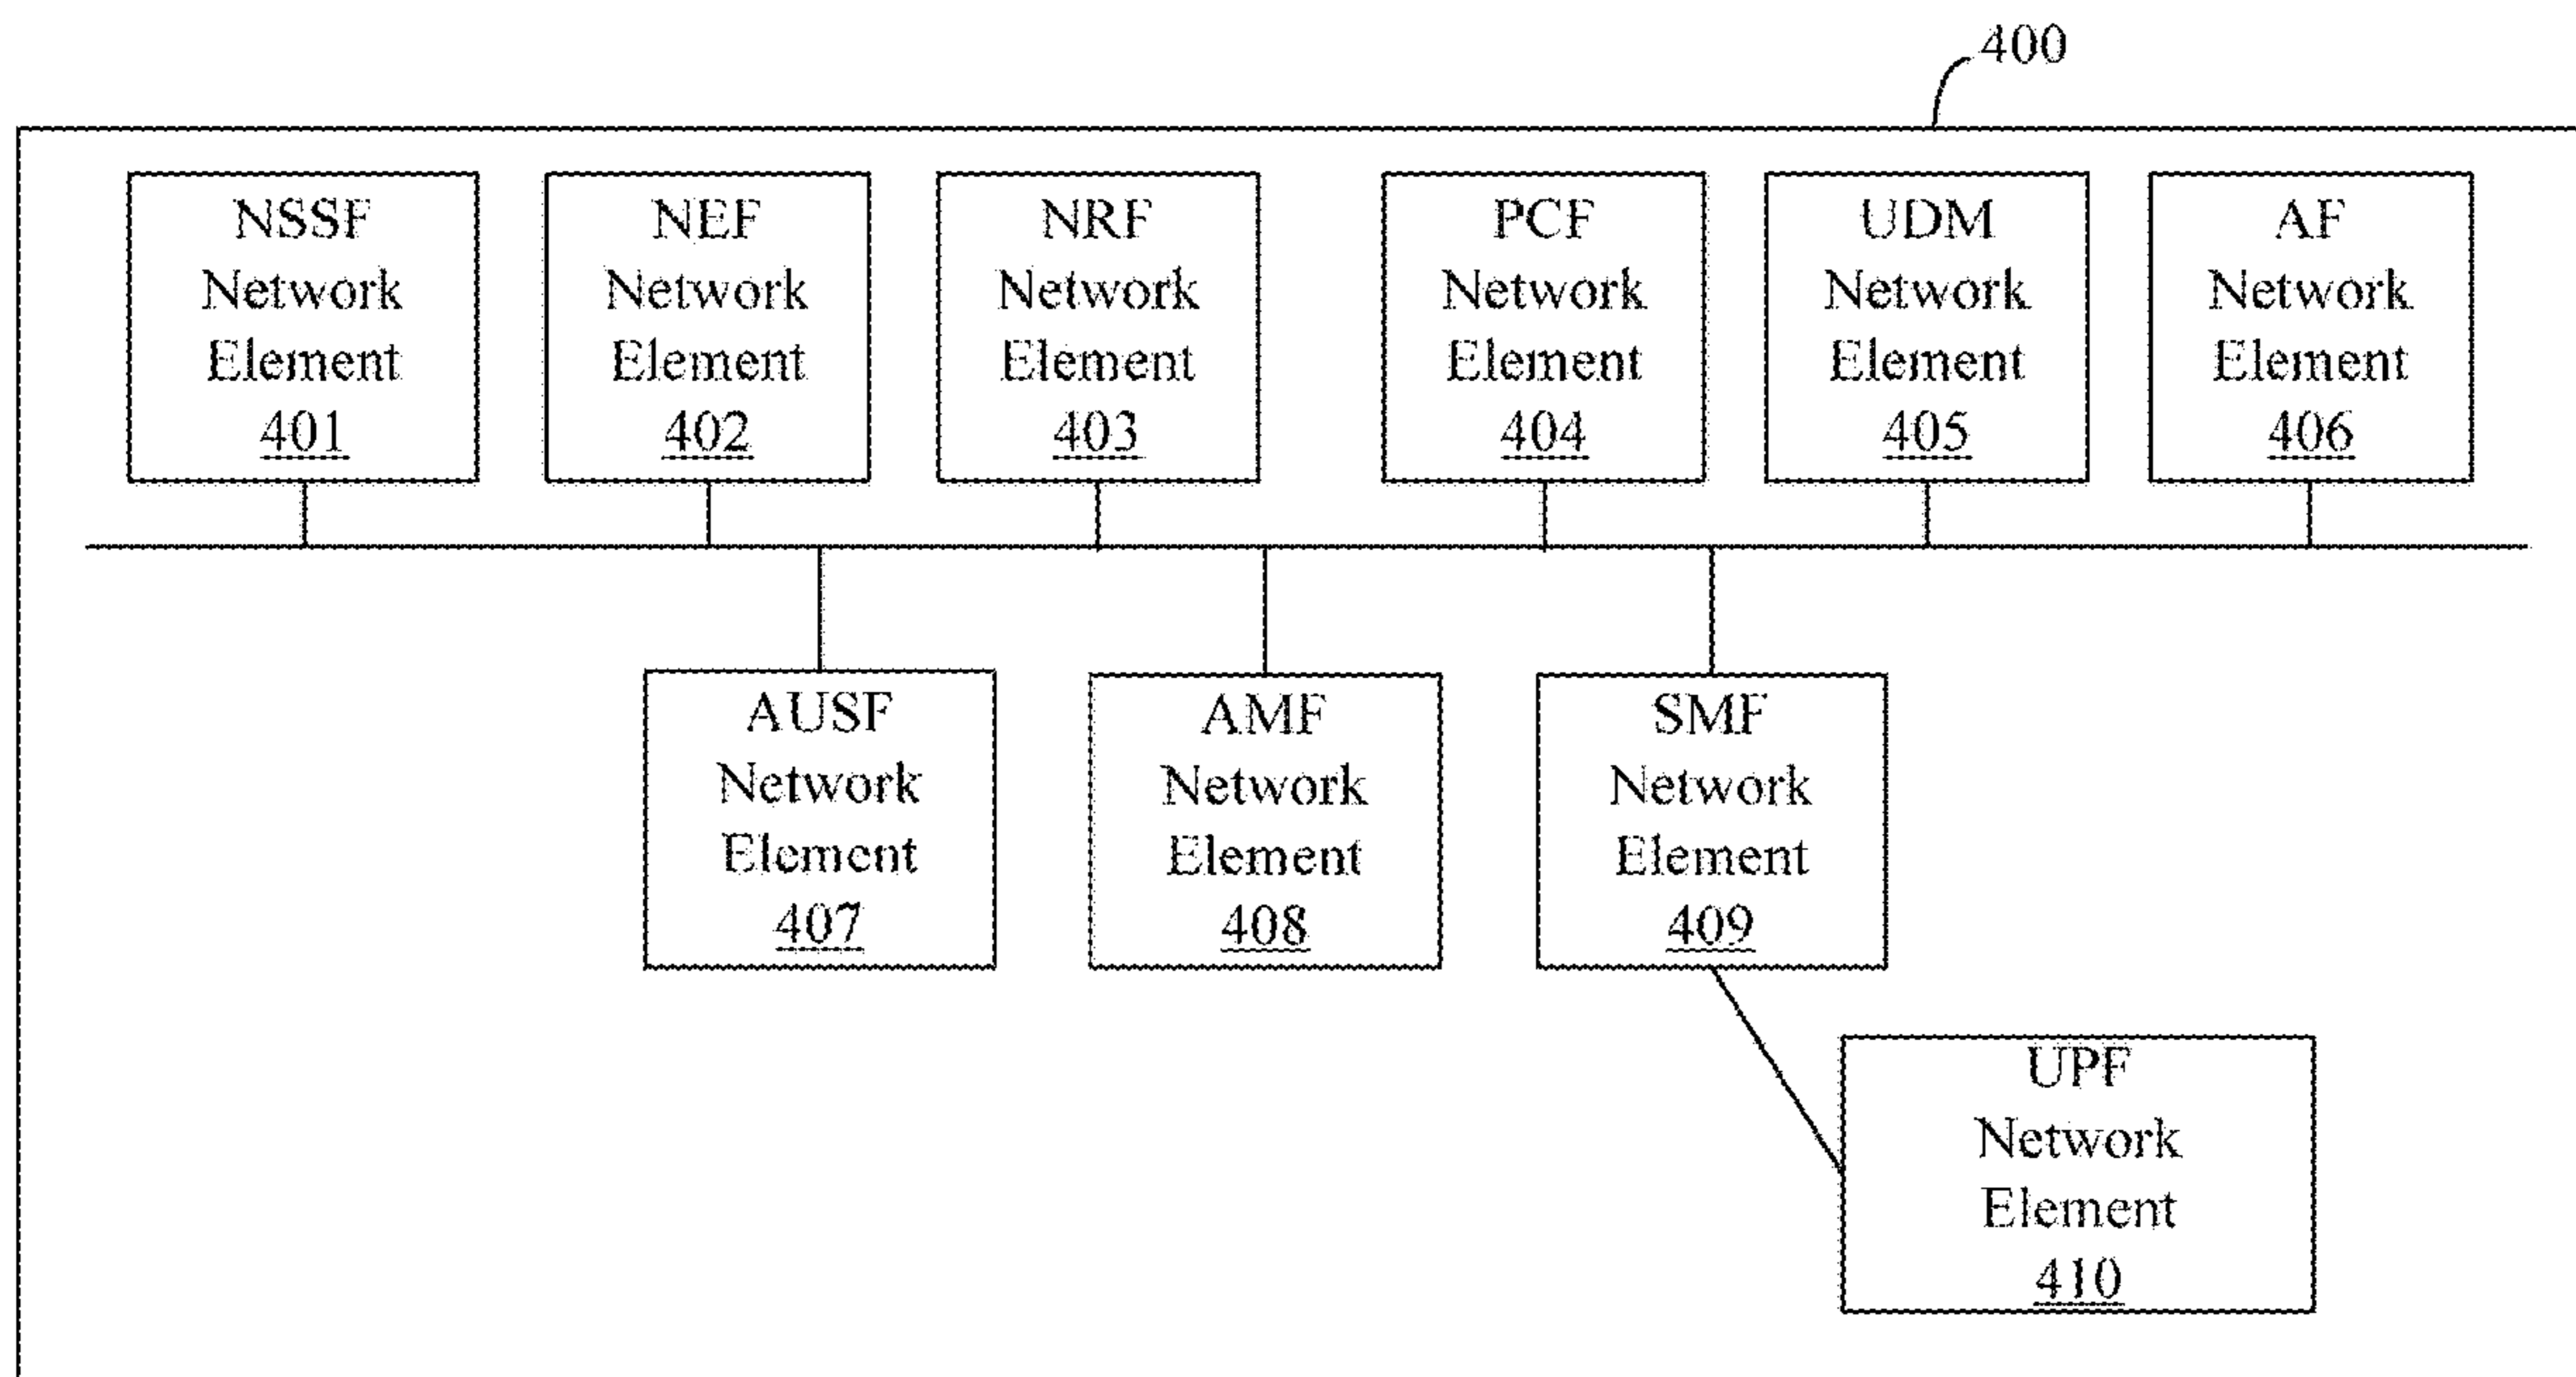 400
NSSF
Network
Element
401
NEF
Network
Element
402
NRF
Network
Element
403
PCF
Network
Element
404
UDM
Network
Element
405
AF
Network
Element
406
AUSF
Network
Element
407
AMF
Network
Element
408
SMF
Network
Element
409
UPF
Network
Element
410